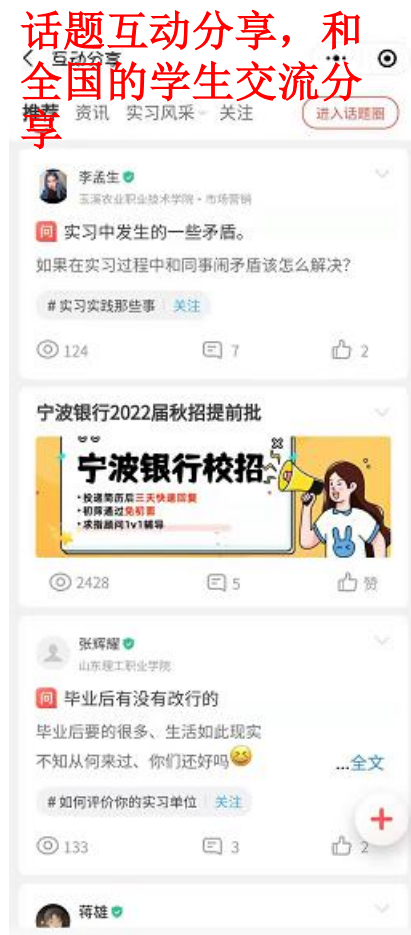 话题互动分享，和
全国的学生交流分
享
互动分享
推荐 资讯 实习风采 关注 进入话题圈
李孟生
玉溪农业职业技术学院·市场营销
问 实习中发生的一些矛盾。
如果在实习过程中和同事闹矛盾该怎么解决？
#实习实践那些事 关注
124 7 2
宁波银行2022届秋招提前批
宁波银行校招
·投递简历后三天快速回复
·初筛通过免初面
·求指顾问1v1辅导
2428 5 赞
张辉耀
山东理工职业学院
问 毕业后有没有改行的
毕业后要的很多、生活如此现实
不知从何来过、你们还好吗😆 ...全文
#如何评价你的实习单位 关注
133 3 2
蒋雄